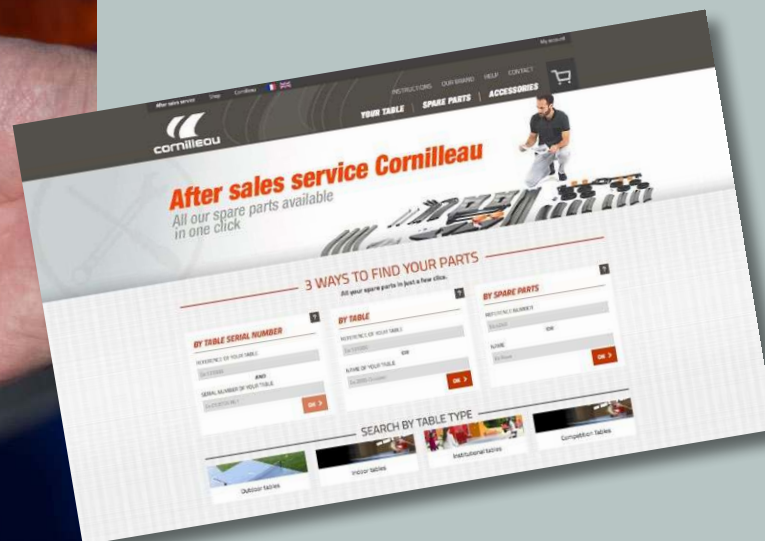 My account
After sales service Shop Cornilleau
INSTRUCTIONS OUR BRAND HELP CONTACT
YOUR TABLE | SPARE PARTS | ACCESSORIES
cornilleau
After sales service Cornilleau
All our spare parts available
in one click
3 WAYS TO FIND YOUR PARTS
All your spare parts in just a few clics.
?
BY TABLE SERIAL NUMBER
REFERENCE OF YOUR TABLE
AND
SERIAL NUMBER OF YOUR TABLE
OK >
?
BY TABLE
REFERENCE OF YOUR TABLE
OR
NAME OF YOUR TABLE
OK >
?
BY SPARE PARTS
REFERENCE NUMBER
OR
NAME
OK >
SEARCH BY TABLE TYPE
Outdoor tables
Indoor tables
Institutional tables
Competition tables